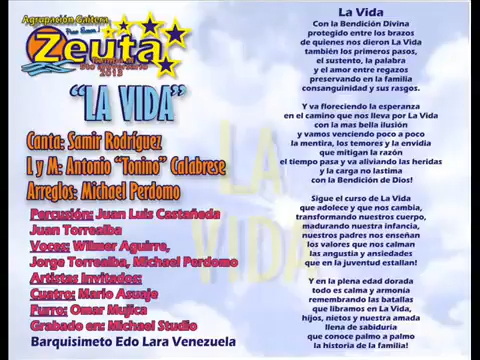 Agrupación Gaitera
Pura Sazon!
Zeuta
5to Aniversario
2013
"LA VIDA"
Canta: Samir Rodríguez
L y M: Antonio "Tonino" Calabrese
Arreglos: Michael Perdomo
Percusión: Juan Luis Castañeda
Juan Torrealba
Voces: Wilmer Aguirre,
Jorge Torrealba, Michael Perdomo
Artistas Invitados:
Cuatro: Mario Asuaje
Furro: Omar Mujica
Grabado en: Michael Studio
Barquisimeto Edo Lara Venezuela
La Vida
Con la Bendición Divina
protegido entre los brazos
de quienes nos dieron La Vida
también los primeros pasos,
el sustento, la palabra
y el amor entre regazos
preservando en la familia
consanguinidad y sus rasgos.
Y va floreciendo la esperanza
en el camino que nos lleva por La Vida
con la mas bella ilusión
y vamos venciendo poco a poco
la mentira, los temores y la envidia
que mitigan la razón
el tiempo pasa y va aliviando las heridas
y la carga no lastima
con la Bendición de Dios!
Sigue el curso de La Vida
que adolece y que nos cambia,
transformando nuestros cuerpo,
madurando nuestra infancia,
nuestros padres nos enseñan
los valores que nos calman
las angustia y ansiedades
que en la juventud estallan!
Y en la plena edad dorada
todo es calma y armonía
remembrando las batallas
que libramos en La Vida,
hijos, nietos y nuestra amada
llena de sabiduría
que conoce palmo a palmo
la historia de la familia!
LA
VIDA